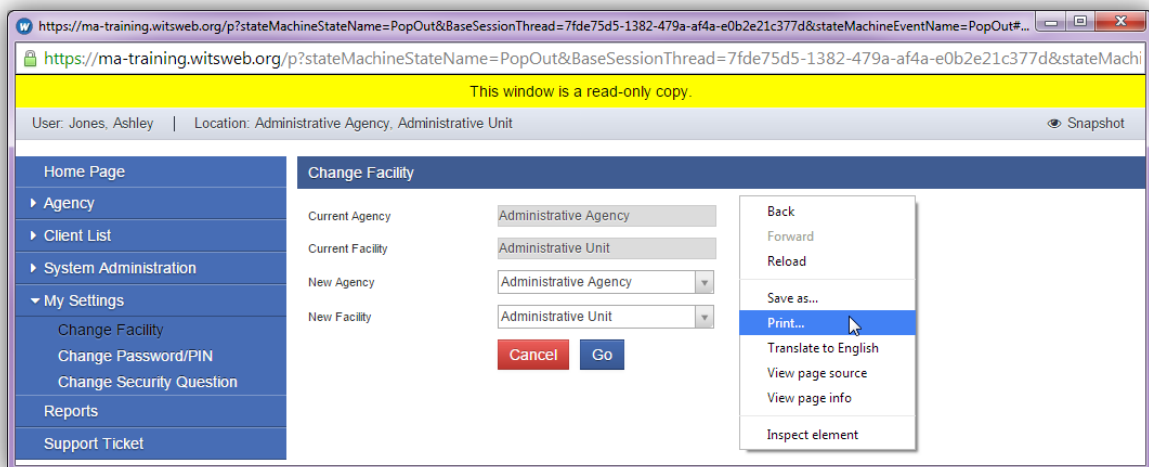 https://ma-training.witsweb.org/p?stateMachineStateName=PopOut&BaseSessionThread=7fde75d5-1382-479a-af4a-e0b2e21c377d&stateMachineEventName=PopOut#...
https://ma-training.witsweb.org/p?stateMachineStateName=PopOut&BaseSessionThread=7fde75d5-1382-479a-af4a-e0b2e21c377d&stateMachi
This window is a read-only copy.
User: Jones, Ashley | Location: Administrative Agency, Administrative Unit Snapshot
Home Page
Agency
Client List
System Administration
My Settings
Change Facility
Change Password/PIN
Change Security Question
Reports
Support Ticket
Change Facility
Current Agency Administrative Agency
Current Facility Administrative Unit
New Agency Administrative Agency
New Facility Administrative Unit
Cancel Go
Back
Forward
Reload
Save as...
Print...
Translate to English
View page source
View page info
Inspect element